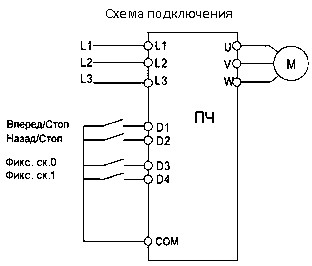 Схема подключения
L1 L1 U
L2 L2 V M
L3 L3 W
Вперед/Стоп D1
Назад/Стоп D2
ПЧ
Фикс. ск.0 D3
Фикс. ск.1 D4
COM